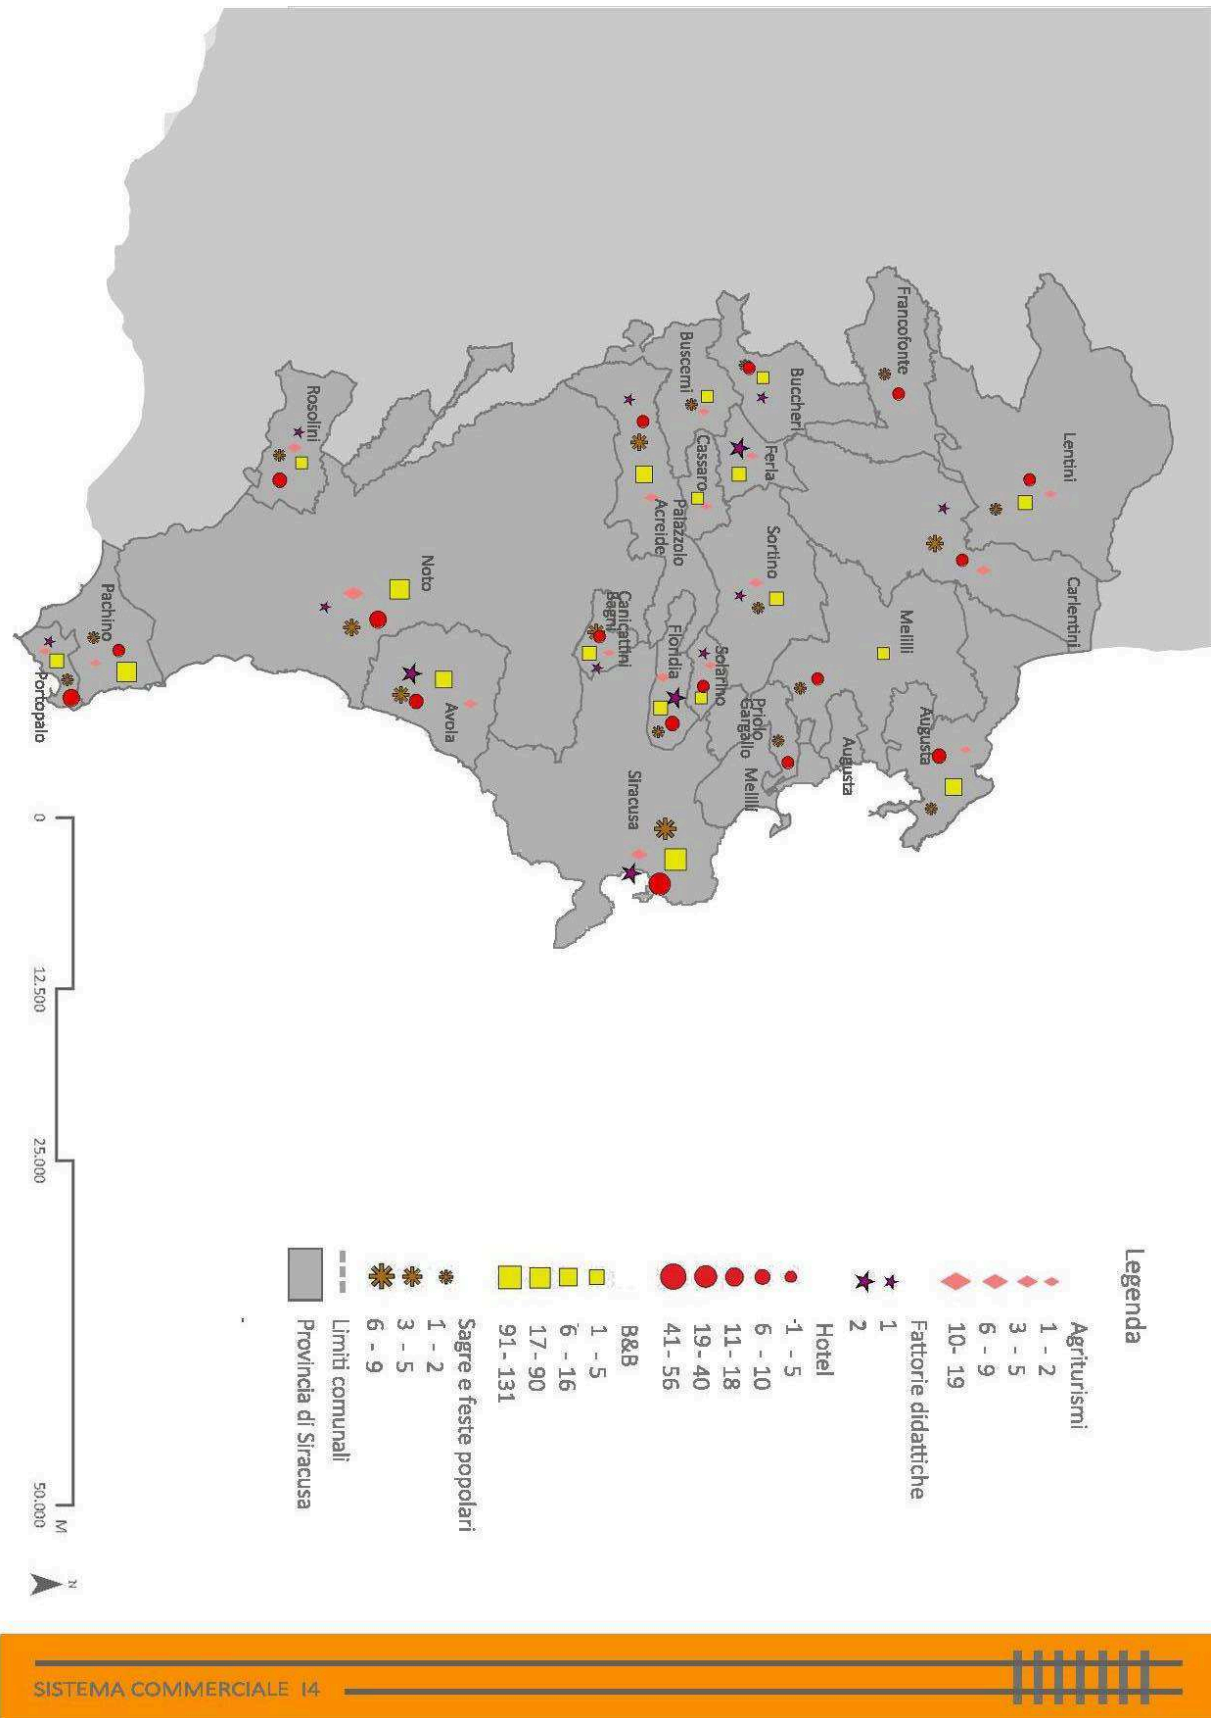 Legenda
Agriturismi
1 - 2
3 - 5
6 - 9
10- 19
Fattorie didattiche
1
2
Hotel
-1 - 5
6 - 10
11 - 18
19 - 40
41 - 56
B&B
1 - 5
6 - 16
17- 90
91 - 131
Sagre e feste popolari
1 - 2
3 - 5
6 - 9
Limiti comunali
Provincia di Siracusa
Lentini
Carlentini
Francofonte
Melilli
Augusta
Augusta
Buccheri
Ferla
Sortino
Priolo
Gargallo
Melilli
Solarino
Buscemi
Cassaro
Palazzolo
Acreide
Floridia
Siracusa
Canicattini
Bagni
Noto
Avola
Rosolini
Pachino
Portopalo
0
12.500
25.000
50.000
M
N
SISTEMA COMMERCIALE 14